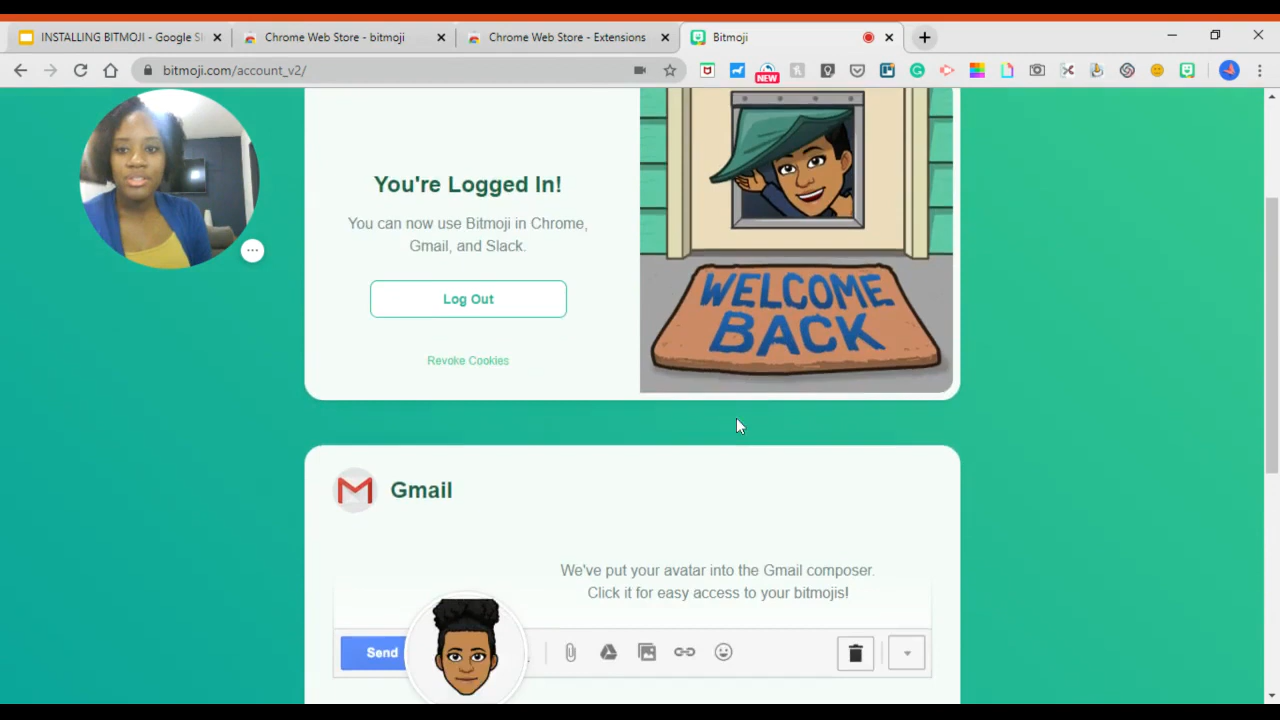 INSTALLING BITMOJI - Google Sl
Chrome Web Store - bitmoji
Chrome Web Store - Extensions
Bitmoji
bitmoji.com/account_v2/
NEW
You're Logged In!
You can now use Bitmoji in Chrome,
Gmail, and Slack.
Log Out
Revoke Cookies
WELCOME
BACK
Gmail
We've put your avatar into the Gmail composer.
Click it for easy access to your bitmojis!
Send